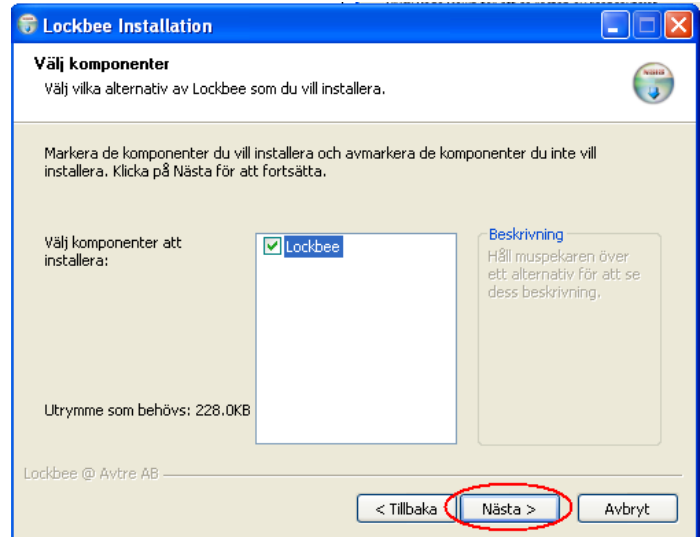 Lockbee Installation
Välj komponenter
Välj vilka alternativ av Lockbee som du vill installera.
Markera de komponenter du vill installera och avmarkera de komponenter du inte vill
installera. Klicka på Nästa för att fortsätta.
Välj komponenter att
installera:
Lockbee
Beskrivning
Håll muspekaren över
ett alternativ för att se
dess beskrivning.
Utrymme som behövs: 228.0KB
Lockbee @ Avtre AB
< Tillbaka
Nästa >
Avbryt